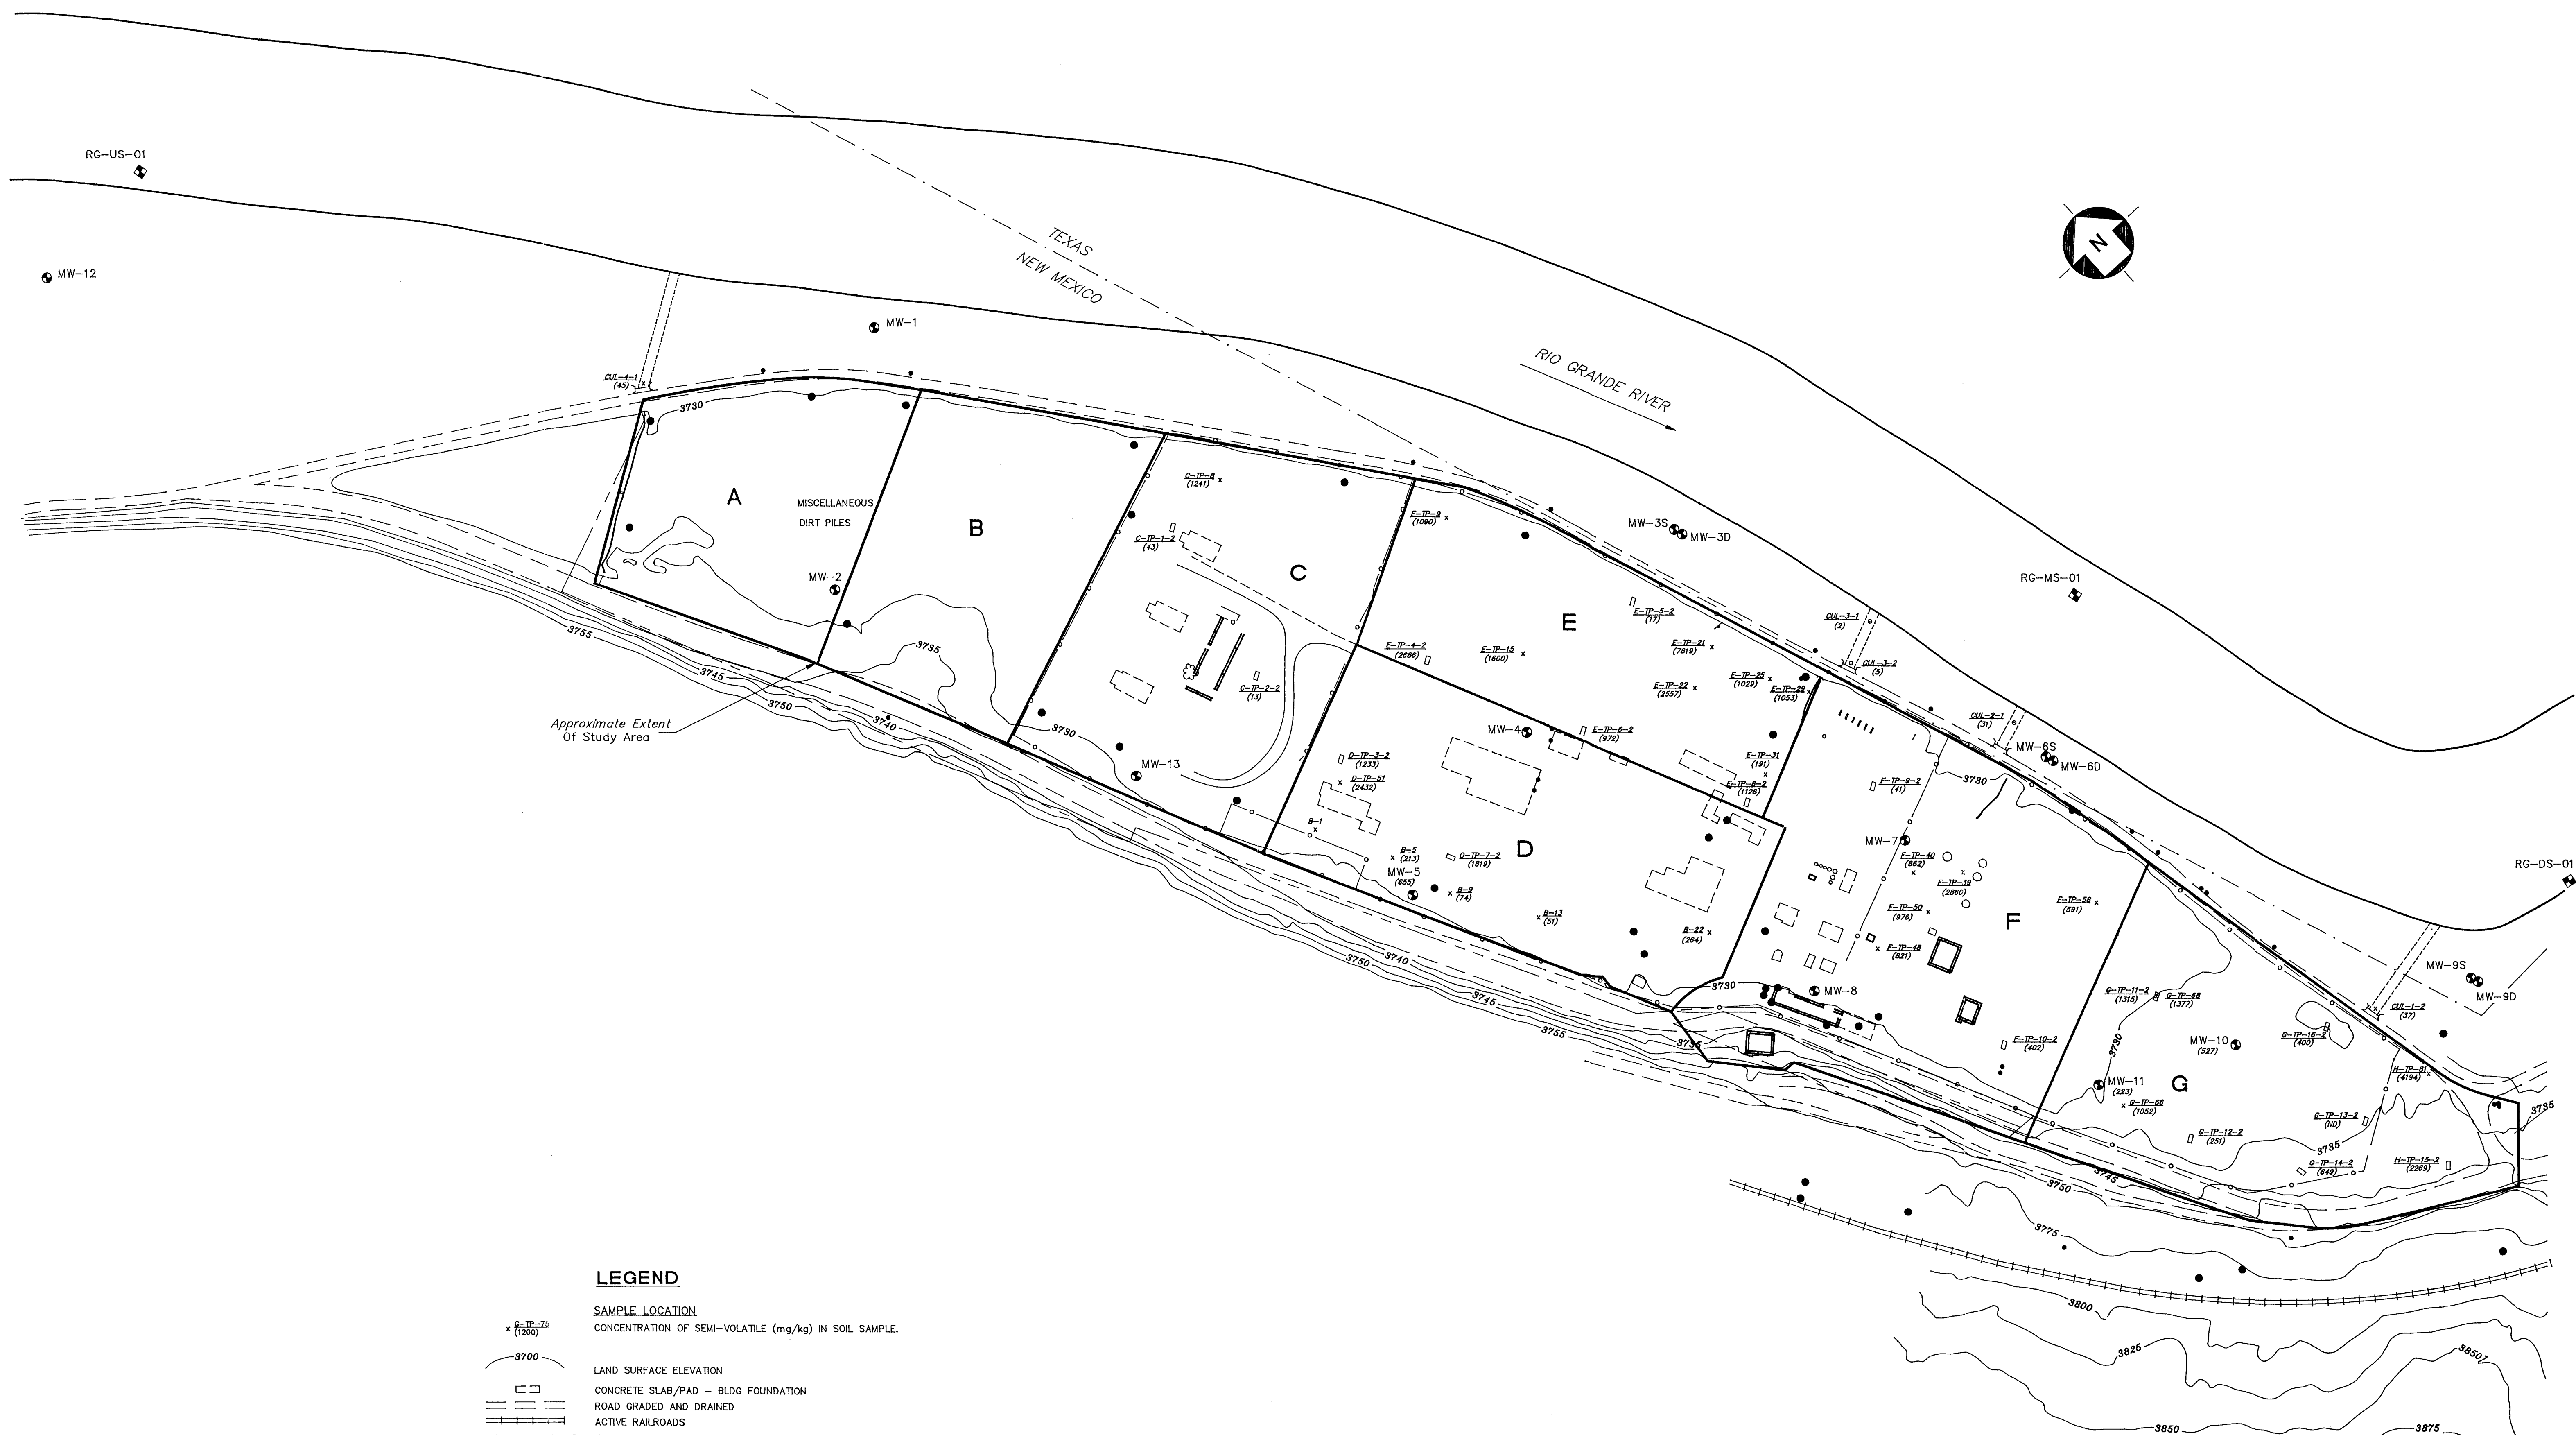 RG-US-01
MW-12
TEXAS
NEW MEXICO
N
MW-1
RIO GRANDE RIVER
CUL-4-1
(45)
3730
A
MISCELLANEOUS
DIRT PILES
B
C-TP-8
(1241)
C-TP-1-2
(43)
C
E-TP-9
(1090)
MW-3S
MW-3D
RG-MS-01
MW-2
E
E-TP-5-2
(17)
CUL-3-1
(2)
3755
3735
E-TP-4-2
(2686)
E-TP-15
(1600)
E-TP-21
(7819)
CUL-3-2
(5)
3745
C-TP-2-2
(13)
E-TP-22
(2557)
E-TP-25
(1029)
E-TP-29
(1053)
3750
3740
Approximate Extent
Of Study Area
3730
MW-4
E-TP-6-2
(972)
CUL-2-1
(31)
MW-6S
MW-6D
MW-13
D-TP-3-2
(1233)
D-TP-51
(2432)
E-TP-31
(191)
E-TP-8-2
(1126)
F-TP-9-2
(41)
3730
B-1
D
MW-7
F-TP-40
(862)
B-5
(213)
D-TP-7-2
(1819)
MW-5
(655)
B-9
(74)
F-TP-39
(2860)
RG-DS-01
B-13
(51)
B-22
(264)
F-TP-50
(976)
F
F-TP-58
(591)
F-TP-48
(821)
3740
3750
3745
3755
3730
MW-8
3735
MW-9S
MW-9D
G-TP-11-2
(1315)
G-TP-68
(1377)
CUL-1-2
(37)
F-TP-10-2
(402)
3730
MW-10
(527)
G-TP-16-2
(400)
MW-11
(223)
G
G-TP-66
(1052)
H-TP-81
(4194)
3735
G-TP-12-2
(251)
G-TP-13-2
(ND)
3735
G-TP-14-2
(649)
H-TP-15-2
(2269)
3745
3750
3775
3800
3825
3850
3850
3875
LEGEND
SAMPLE LOCATION
G-TP-75
(1200)
CONCENTRATION OF SEMI-VOLATILE (mg/kg) IN SOIL SAMPLE.
3700
LAND SURFACE ELEVATION
CONCRETE SLAB/PAD - BLDG FOUNDATION
ROAD GRADED AND DRAINED
ACTIVE RAILROADS